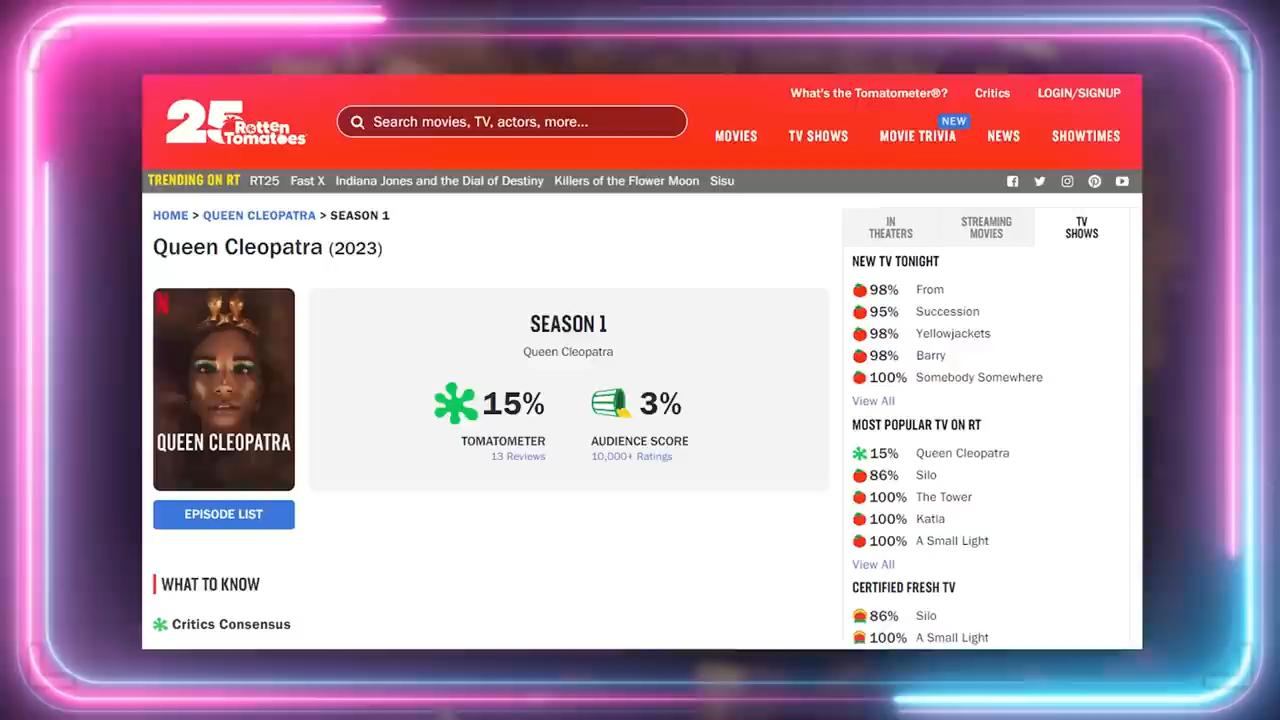 What's the Tomatometer®? Critics LOGIN/SIGNUP
25 Rotten Tomatoes
Search movies, TV, actors, more...
NEW
MOVIES TV SHOWS MOVIE TRIVIA NEWS SHOWTIMES
TRENDING ON RT RT25 Fast X Indiana Jones and the Dial of Destiny Killers of the Flower Moon Sisu
HOME > QUEEN CLEOPATRA > SEASON 1
Queen Cleopatra (2023)
N
QUEEN CLEOPATRA
EPISODE LIST
SEASON 1
Queen Cleopatra
15% 3%
TOMATOMETER AUDIENCE SCORE
13 Reviews 10,000+ Ratings
WHAT TO KNOW
Critics Consensus
IN THEATERS
STREAMING MOVIES
TV SHOWS
NEW TV TONIGHT
98% From
95% Succession
98% Yellowjackets
98% Barry
100% Somebody Somewhere
View All
MOST POPULAR TV ON RT
15% Queen Cleopatra
86% Silo
100% The Tower
100% Katla
100% A Small Light
View All
CERTIFIED FRESH TV
86% Silo
100% A Small Light